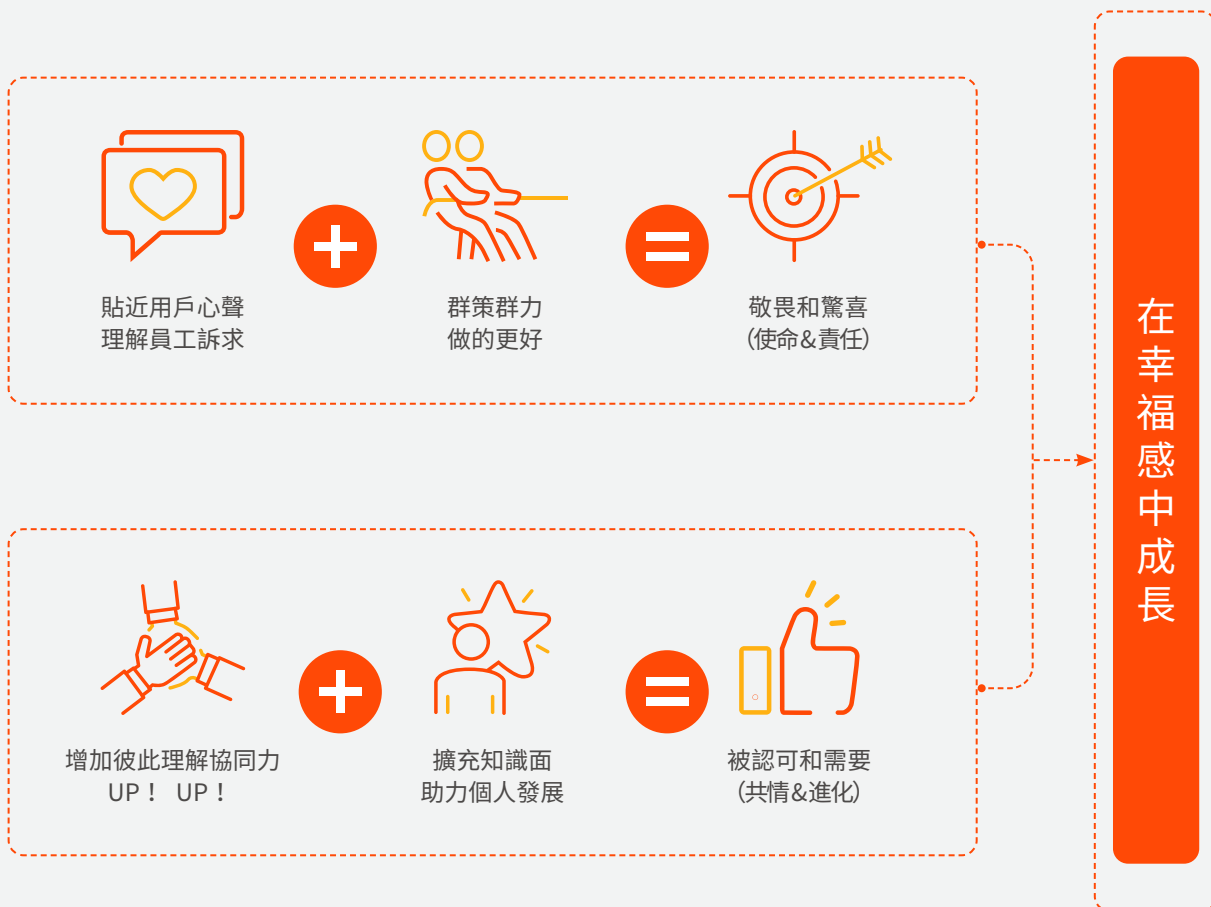 貼近用戶心聲
理解員工訴求
群策群力
做的更好
敬畏和驚喜
（使命&責任）
增加彼此理解協同力
UP！ UP！
擴充知識面
助力個人發展
被認可和需要
（共情&進化）
在幸福感中成長